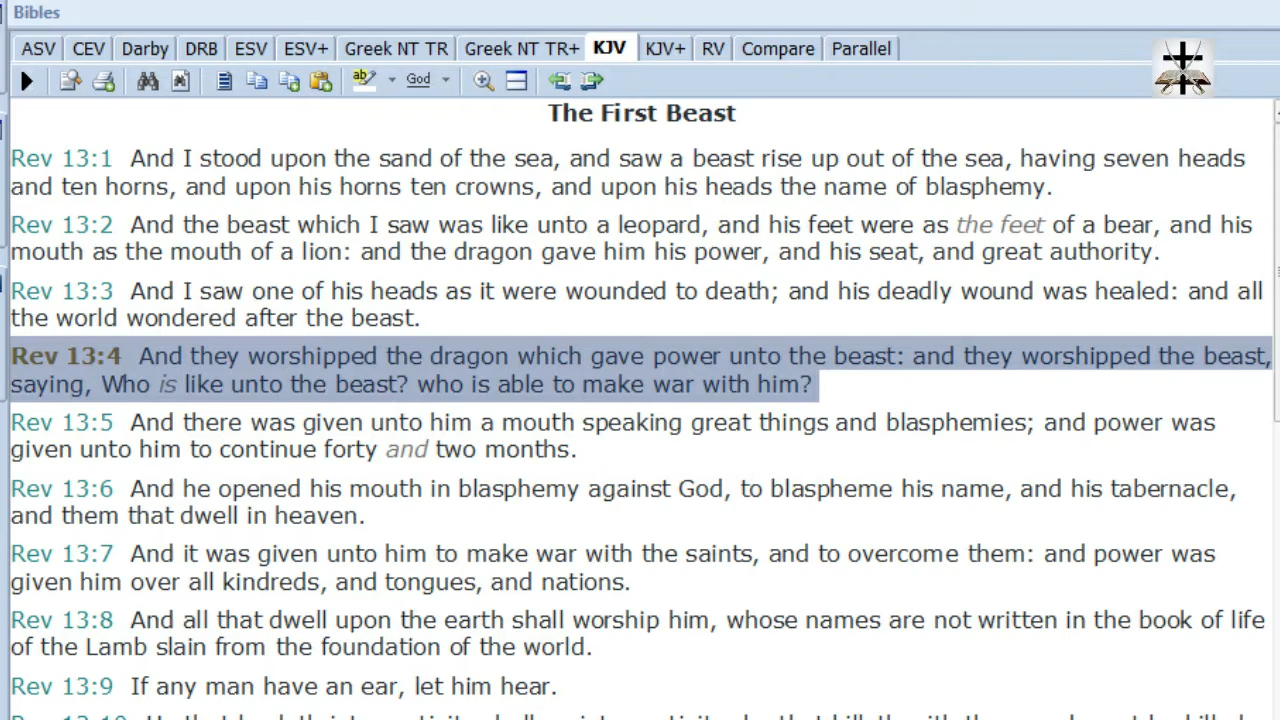 Bibles
ASV CEV Darby DRB ESV ESV+ Greek NT TR Greek NT TR+ KJV KJV+ RV Compare Parallel
ab God
The First Beast
Rev 13:1 And I stood upon the sand of the sea, and saw a beast rise up out of the sea, having seven heads
and ten horns, and upon his horns ten crowns, and upon his heads the name of blasphemy.
Rev 13:2 And the beast which I saw was like unto a leopard, and his feet were as the feet of a bear, and his
mouth as the mouth of a lion: and the dragon gave him his power, and his seat, and great authority.
Rev 13:3 And I saw one of his heads as it were wounded to death; and his deadly wound was healed: and all
the world wondered after the beast.
Rev 13:4 And they worshipped the dragon which gave power unto the beast: and they worshipped the beast,
saying, Who is like unto the beast? who is able to make war with him?
Rev 13:5 And there was given unto him a mouth speaking great things and blasphemies; and power was
given unto him to continue forty and two months.
Rev 13:6 And he opened his mouth in blasphemy against God, to blaspheme his name, and his tabernacle,
and them that dwell in heaven.
Rev 13:7 And it was given unto him to make war with the saints, and to overcome them: and power was
given him over all kindreds, and tongues, and nations.
Rev 13:8 And all that dwell upon the earth shall worship him, whose names are not written in the book of life
of the Lamb slain from the foundation of the world.
Rev 13:9 If any man have an ear, let him hear.